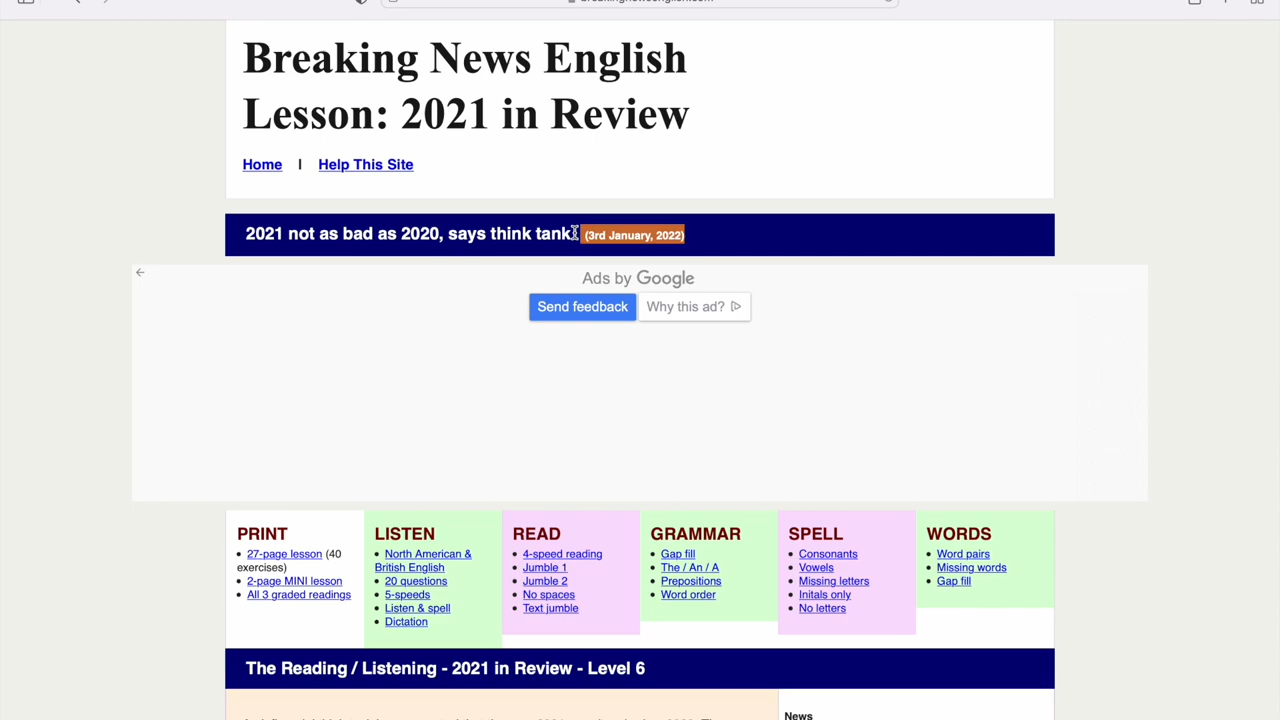 Breaking News English
Lesson: 2021 in Review
Home | Help This Site
2021 not as bad as 2020, says think tank (3rd January, 2022)
Ads by Google
Send feedback Why this ad?
PRINT
• 27-page lesson (40
exercises)
• 2-page MINI lesson
• All 3 graded readings
LISTEN
• North American &
British English
• 20 questions
• 5-speeds
• Listen & spell
• Dictation
READ
• 4-speed reading
• Jumble 1
• Jumble 2
• No spaces
• Text jumble
GRAMMAR
• Gap fill
• The / An / A
• Prepositions
• Word order
SPELL
• Consonants
• Vowels
• Missing letters
• Initals only
• No letters
WORDS
• Word pairs
• Missing words
• Gap fill
The Reading / Listening - 2021 in Review - Level 6
News